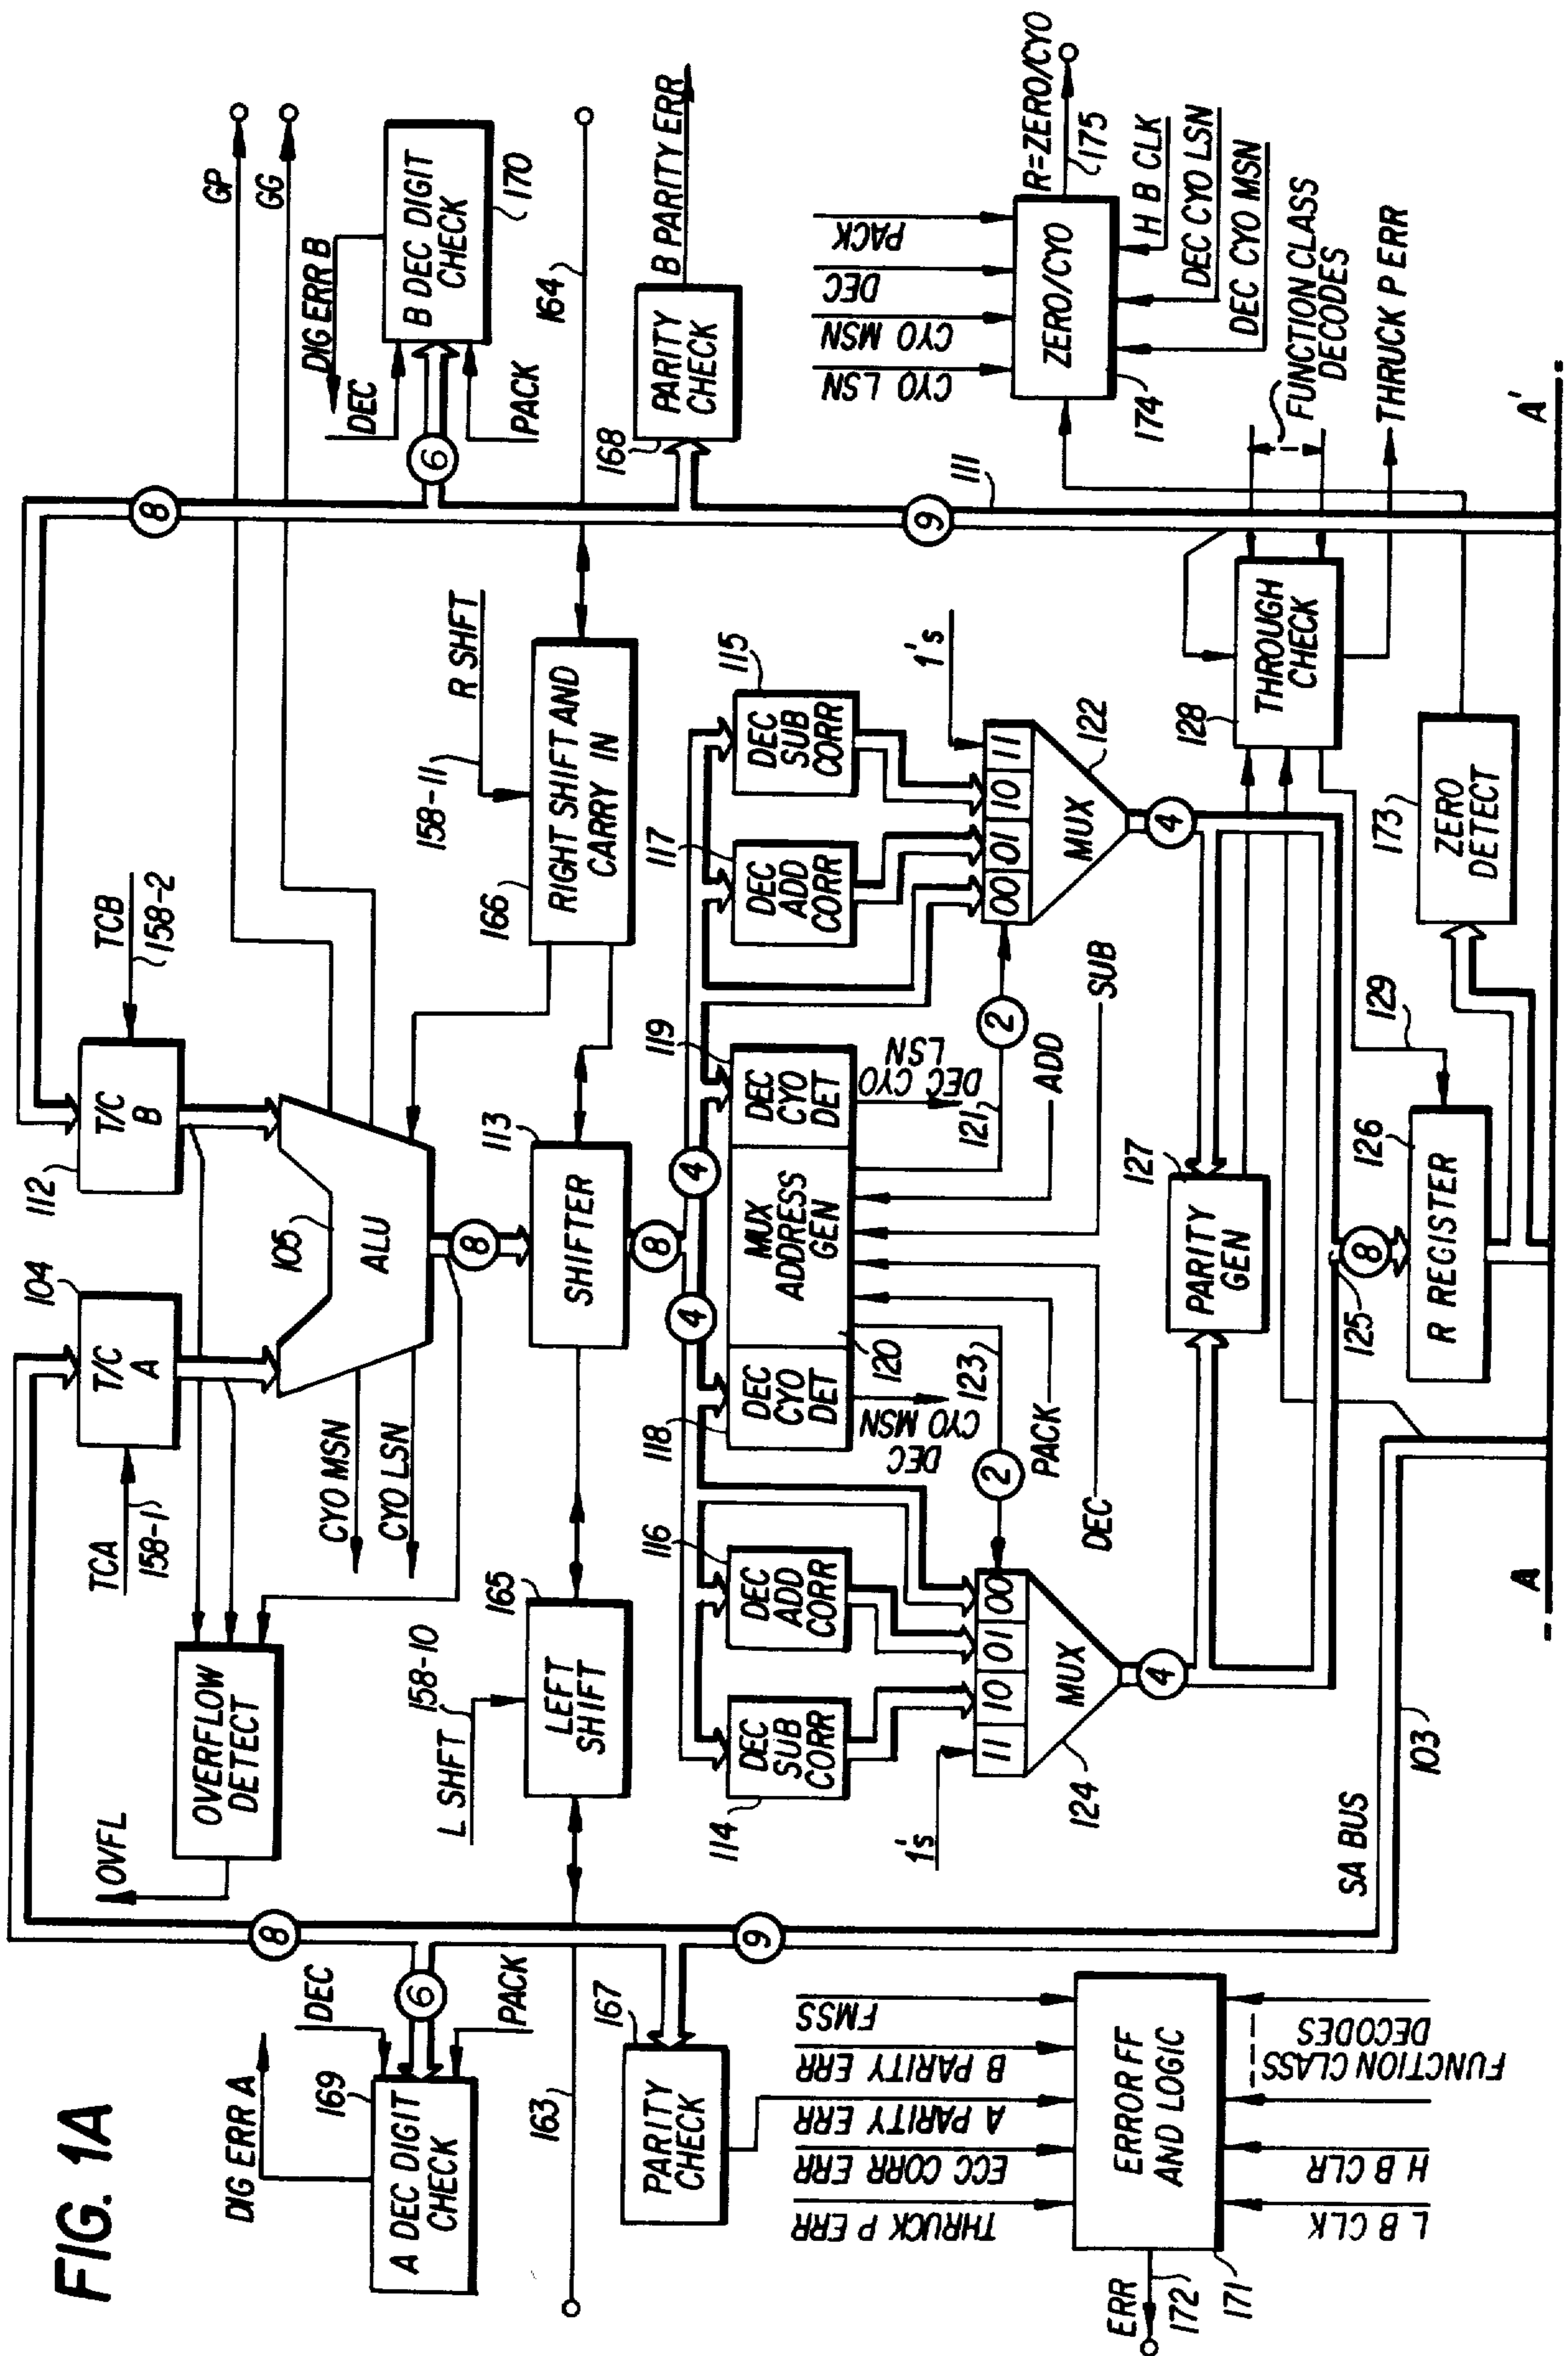 FIG. 1A
DIG ERR A
169
A DEC DIGIT
CHECK
DEC
6
PACK
OVFL
OVERFLOW
DETECT
8
TCA
158-1
104
T/C
A
112
T/C
B
TCB
158-2
8
105
ALU
CYO MSN
CYO LSN
8
GP
GG
DIG ERR B
DEC
6
PACK
B DEC DIGIT
CHECK
170
163
L SHFT
158-10
165
LEFT
SHIFT
113
SHIFTER
8
158-11
R SHFT
166
RIGHT SHIFT AND
CARRY IN
164
167
PARITY
CHECK
9
168
PARITY
CHECK
B PARITY ERR
4
4
114
DEC
SUB
CORR
116
DEC
ADD
CORR
118
DEC
CYO
DET
120
MUX
ADDRESS
GEN
119
DEC
CYO
DET
117
DEC
ADD
CORR
115
DEC
SUB
CORR
DEC
CYO MSN
DEC CYO
LSN
123
121
2
2
1's
11
10
01
00
MUX
124
4
1's
00
01
10
11
MUX
122
4
PACK
DEC
ADD
SUB
9
111
127
PARITY
GEN
128
THROUGH
CHECK
FUNCTION CLASS
DECODES
THRUCK P ERR
125
8
126
R REGISTER
129
173
ZERO
DETECT
CYO LSN
CYO MSN
DEC
PACK
174
ZERO/CYO
R=ZERO/CYO
175
H B CLK
DEC CYO LSN
DEC CYO MSN
THRUCK P ERR
ECC CORR ERR
A PARITY ERR
B PARITY ERR
FMSS
ERROR FF
AND LOGIC
ERR
172
171
L B CLK
H B CLR
FUNCTION CLASS
DECODES
SA BUS
103
A
A'